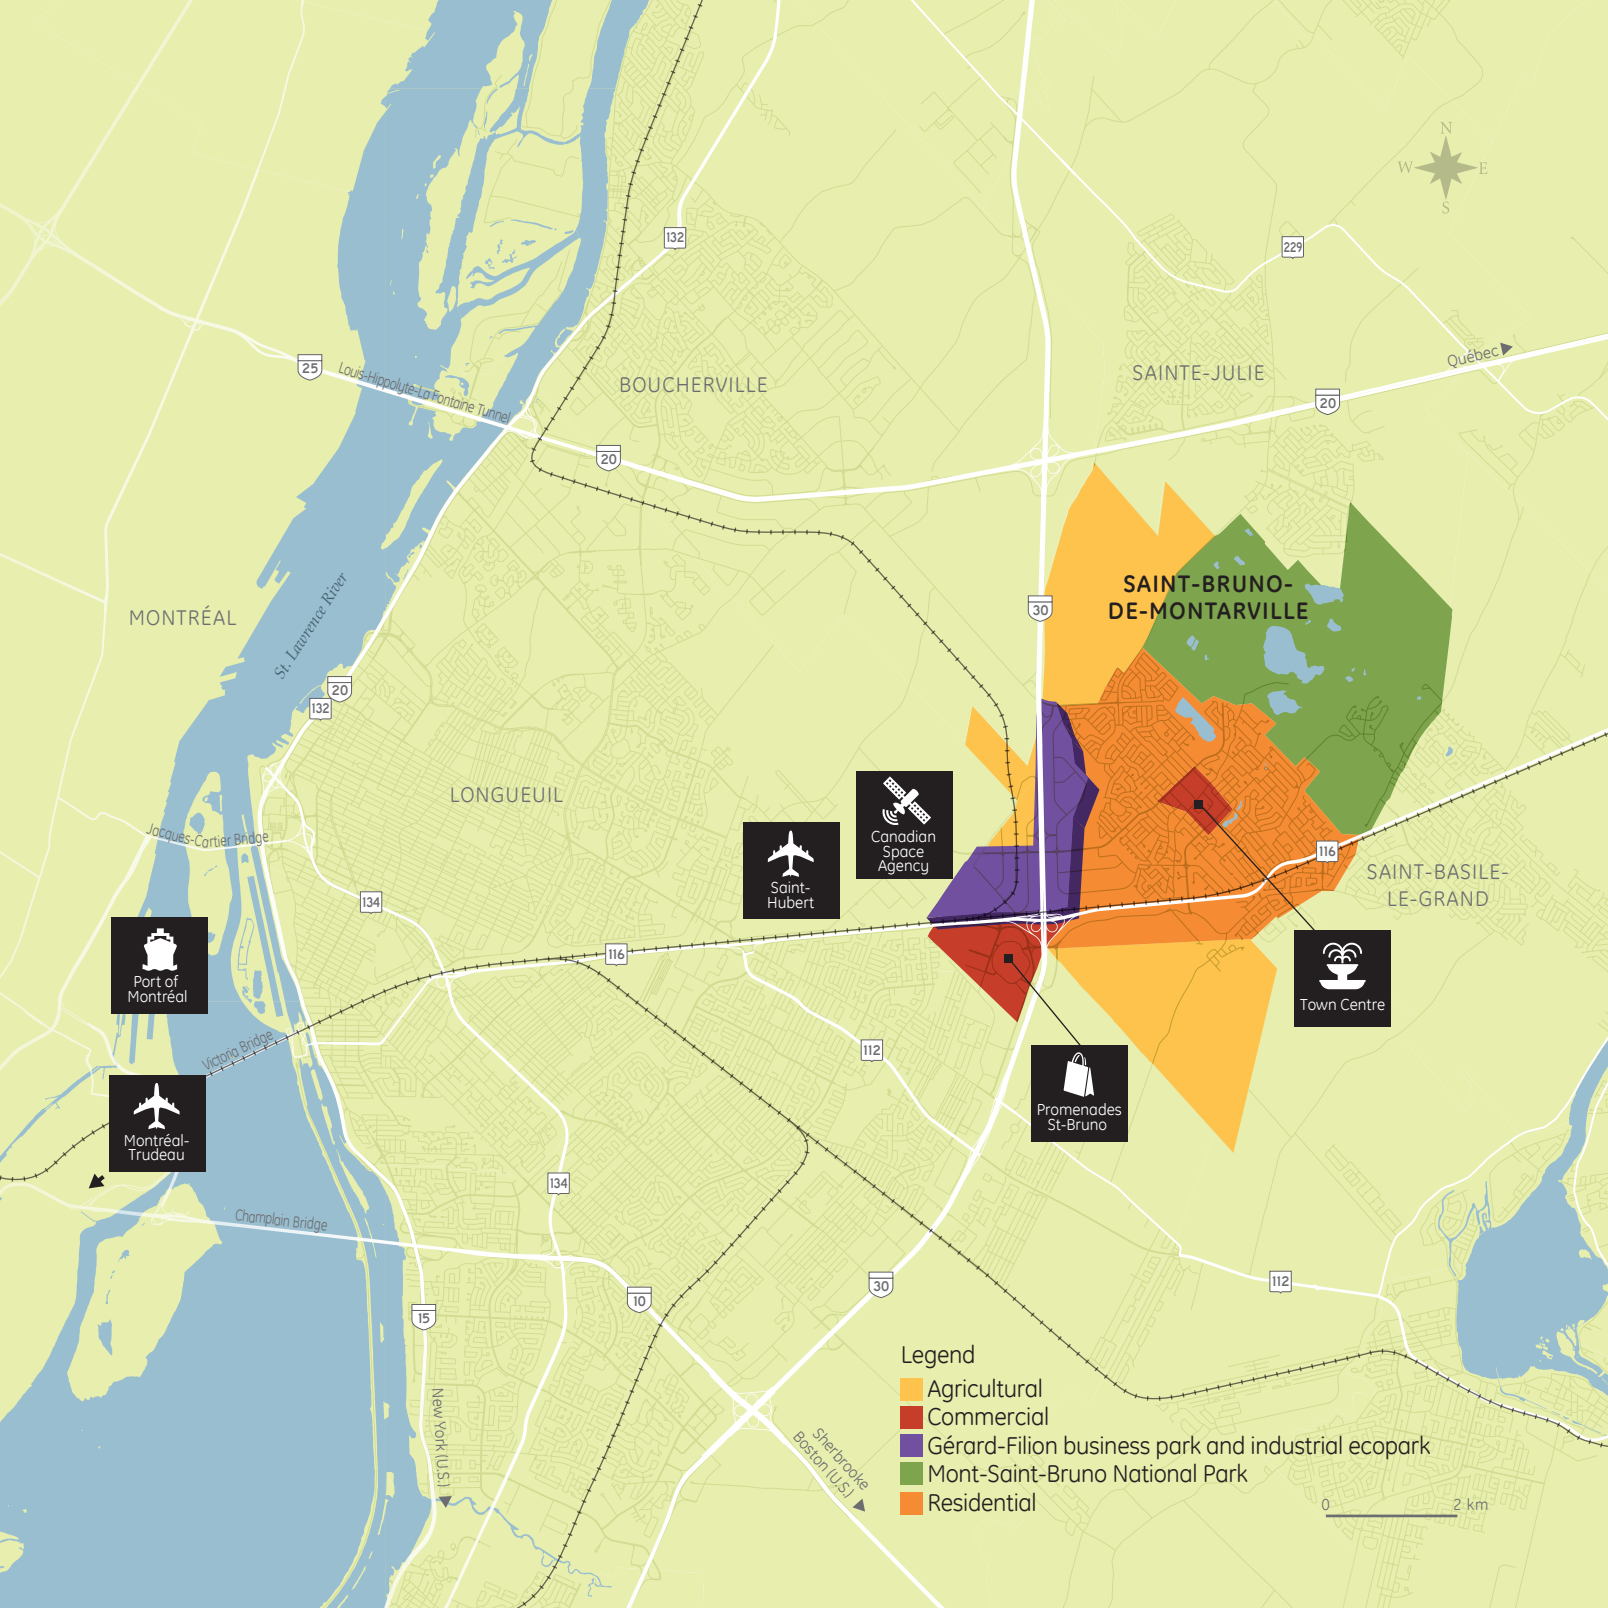 N
W
E
S
132
229
25
Louis-Hippolyte-La Fontaine Tunnel
BOUCHERVILLE
SAINTE-JULIE
Québec
20
20
MONTRÉAL
St. Lawrence River
30
SAINT-BRUNO-
DE-MONTARVILLE
20
132
LONGUEUIL
Canadian
Space
Agency
Saint-
Hubert
Jacques-Cartier Bridge
116
SAINT-BASILE-
LE-GRAND
134
116
Port of
Montréal
Town Centre
Victoria Bridge
112
Promenades
St-Bruno
Montréal-
Trudeau
134
Champlain Bridge
112
30
10
15
New York (U.S.)
Sherbrooke
Boston (U.S.)
Legend
Agricultural
Commercial
Gérard-Filion business park and industrial ecopark
Mont-Saint-Bruno National Park
Residential
0
2 km